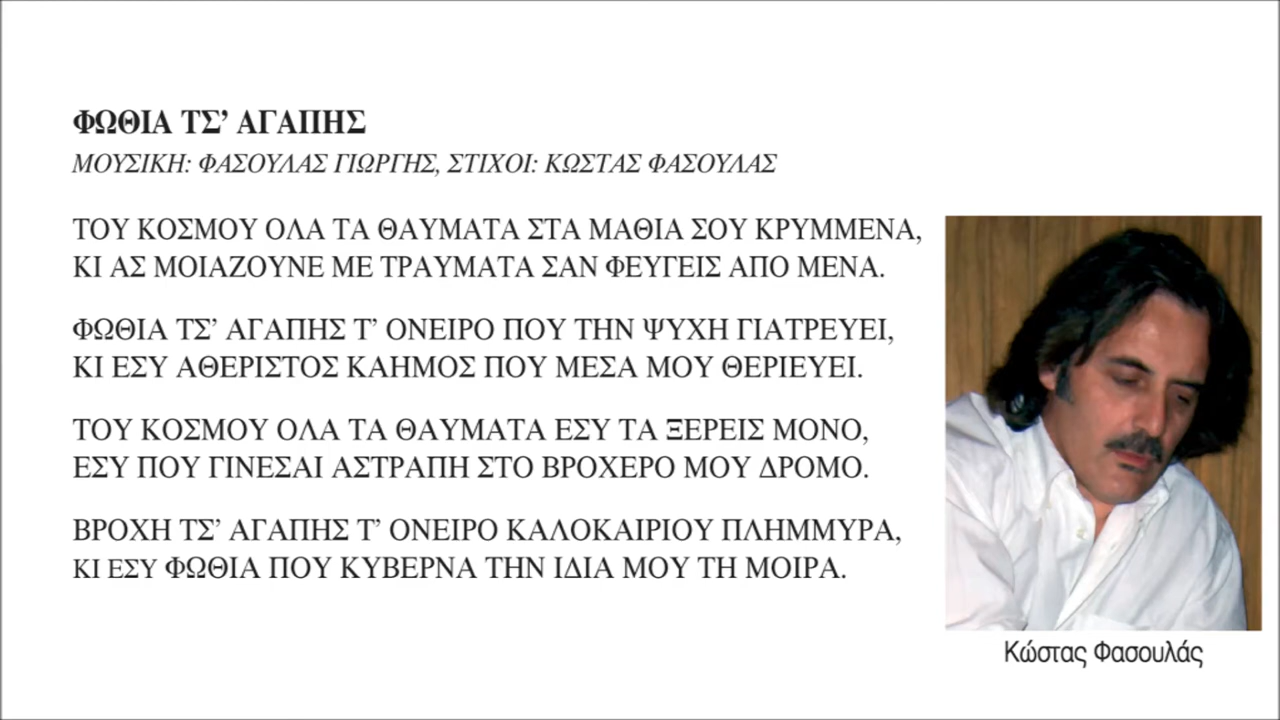 ΦΩΘΙΑ ΤΣ’ ΑΓΑΠΗΣ
ΜΟΥΣΙΚΗ: ΦΑΣΟΥΛΑΣ ΓΙΩΡΓΗΣ, ΣΤΙΧΟΙ: ΚΩΣΤΑΣ ΦΑΣΟΥΛΑΣ
ΤΟΥ ΚΟΣΜΟΥ ΟΛΑ ΤΑ ΘΑΥΜΑΤΑ ΣΤΑ ΜΑΘΙΑ ΣΟΥ ΚΡΥΜΜΕΝΑ,
ΚΙ ΑΣ ΜΟΙΑΖΟΥΝΕ ΜΕ ΤΡΑΥΜΑΤΑ ΣΑΝ ΦΕΥΓΕΙΣ ΑΠΟ ΜΕΝΑ.
ΦΩΘΙΑ ΤΣ’ ΑΓΑΠΗΣ Τ’ ΟΝΕΙΡΟ ΠΟΥ ΤΗΝ ΨΥΧΗ ΓΙΑΤΡΕΥΕΙ,
ΚΙ ΕΣΥ ΑΘΕΡΙΣΤΟΣ ΚΑΗΜΟΣ ΠΟΥ ΜΕΣΑ ΜΟΥ ΘΕΡΙΕΥΕΙ.
ΤΟΥ ΚΟΣΜΟΥ ΟΛΑ ΤΑ ΘΑΥΜΑΤΑ ΕΣΥ ΤΑ ΞΕΡΕΙΣ ΜΟΝΟ,
ΕΣΥ ΠΟΥ ΓΙΝΕΣΑΙ ΑΣΤΡΑΠΗ ΣΤΟ ΒΡΟΧΕΡΟ ΜΟΥ ΔΡΟΜΟ.
ΒΡΟΧΗ ΤΣ’ ΑΓΑΠΗΣ Τ’ ΟΝΕΙΡΟ ΚΑΛΟΚΑΙΡΙΟΥ ΠΛΗΜΜΥΡΑ,
ΚΙ ΕΣΥ ΦΩΘΙΑ ΠΟΥ ΚΥΒΕΡΝΑ ΤΗΝ ΙΔΙΑ ΜΟΥ ΤΗ ΜΟΙΡΑ.
Κώστας Φασουλάς